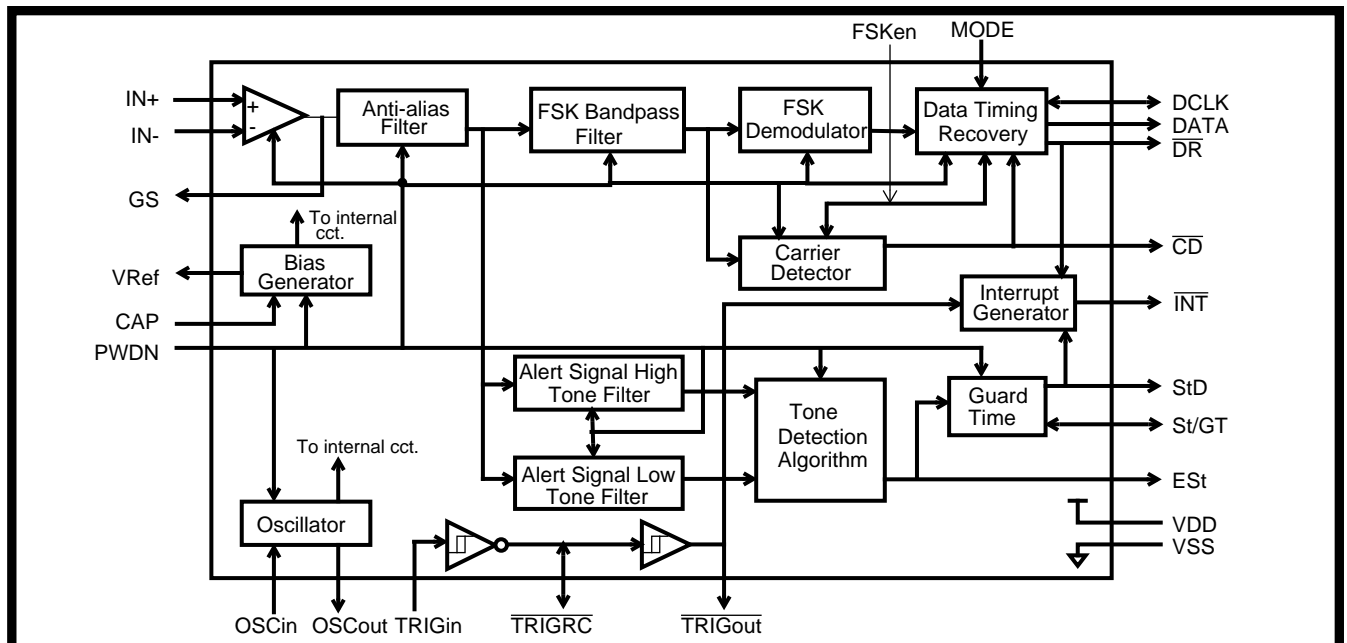 FSKen
MODE
IN+
IN-
+
-
Anti-alias
Filter
FSK Bandpass
Filter
FSK
Demodulator
Data Timing
Recovery
DCLK
DATA
DR
GS
To internal
cct.
Bias
Generator
VRef
CAP
PWDN
Carrier
Detector
CD
Interrupt
Generator
INT
Alert Signal High
Tone Filter
Alert Signal Low
Tone Filter
Tone
Detection
Algorithm
Guard
Time
StD
St/GT
ESt
To internal cct.
Oscillator
VDD
VSS
OSCin
OSCout
TRIGin
TRIGRC
TRIGout